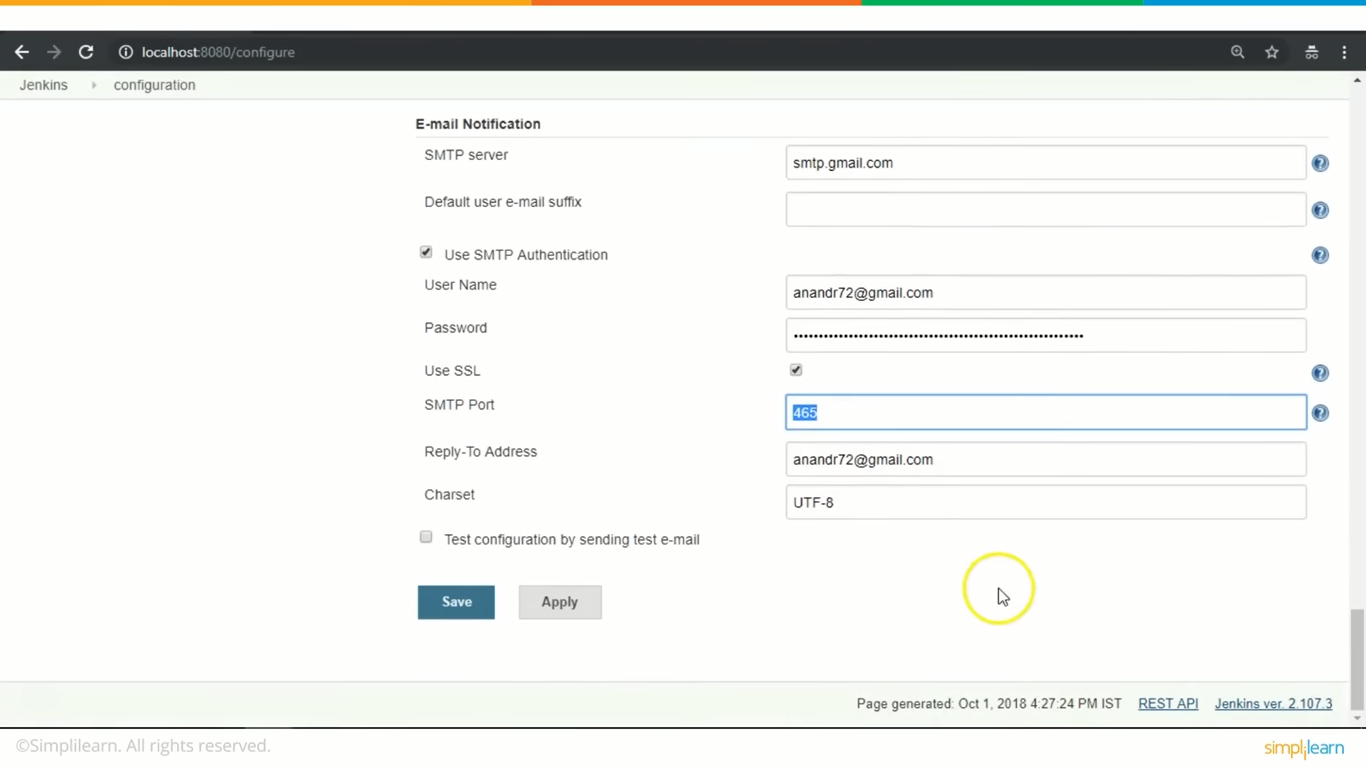 localhost:8080/configure
Jenkins configuration
E-mail Notification
SMTP server smtp.gmail.com
Default user e-mail suffix
Use SMTP Authentication
User Name anandr72@gmail.com
Password ••••••••••••••••••••••••••••••••••••••••••••••••••••••••••
Use SSL
SMTP Port 465
Reply-To Address anandr72@gmail.com
Charset UTF-8
Test configuration by sending test e-mail
Save Apply
Page generated: Oct 1, 2018 4:27:24 PM IST REST API Jenkins ver. 2.107.3
©Simplilearn. All rights reserved. simplilearn